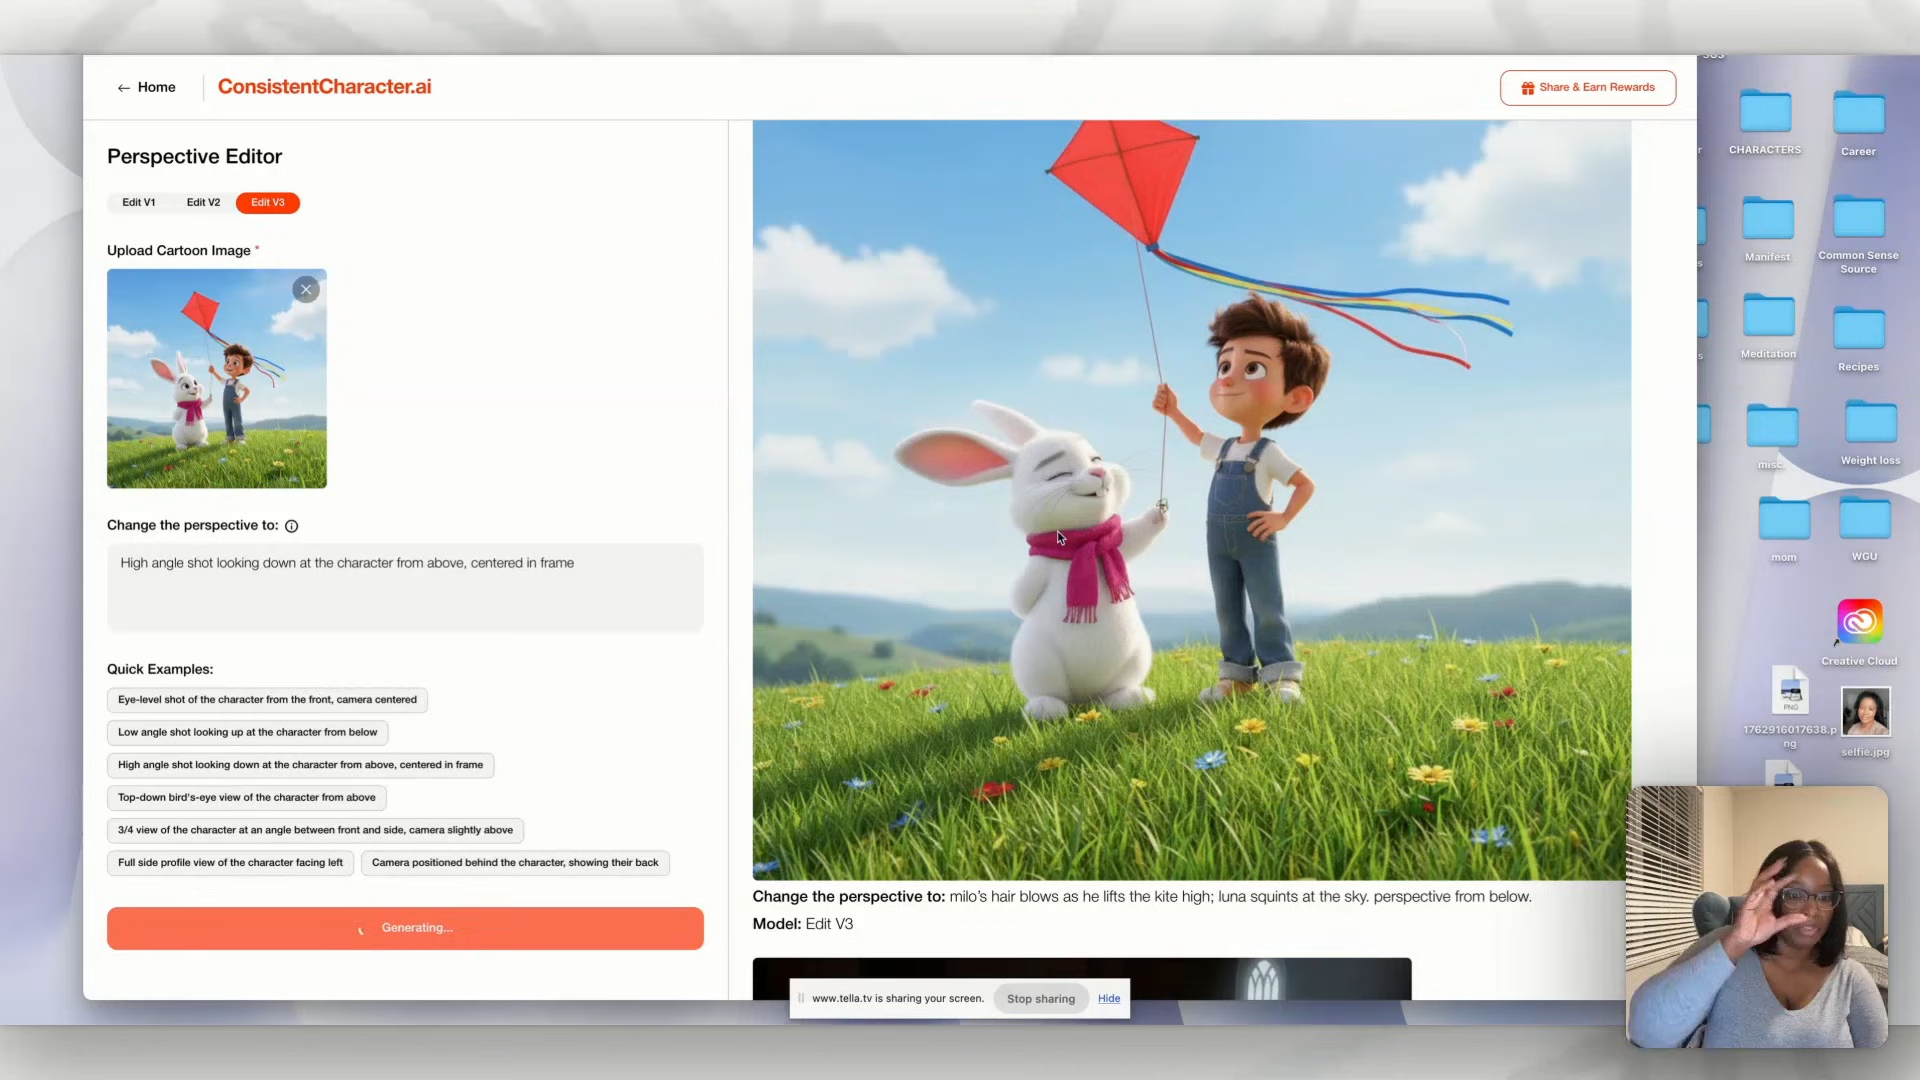 ← Home
ConsistentCharacter.ai
Share & Earn Rewards
Perspective Editor
Edit V1
Edit V2
Edit V3
Upload Cartoon Image *
Change the perspective to:
High angle shot looking down at the character from above, centered in frame
Quick Examples:
Eye-level shot of the character from the front, camera centered
Low angle shot looking up at the character from below
High angle shot looking down at the character from above, centered in frame
Top-down bird's-eye view of the character from above
3/4 view of the character at an angle between front and side, camera slightly above
Full side profile view of the character facing left
Camera positioned behind the character, showing their back
Generating...
Change the perspective to: milo's hair blows as he lifts the kite high; luna squints at the sky. perspective from below.
Model: Edit V3
www.tella.tv is sharing your screen.
Stop sharing
Hide
CHARACTERS
Career
Manifest
Common Sense
Source
Meditation
Recipes
misc.
Weight loss
mom
WGU
Creative Cloud
PNG
1762916017638.p
ng
selfie.jpg